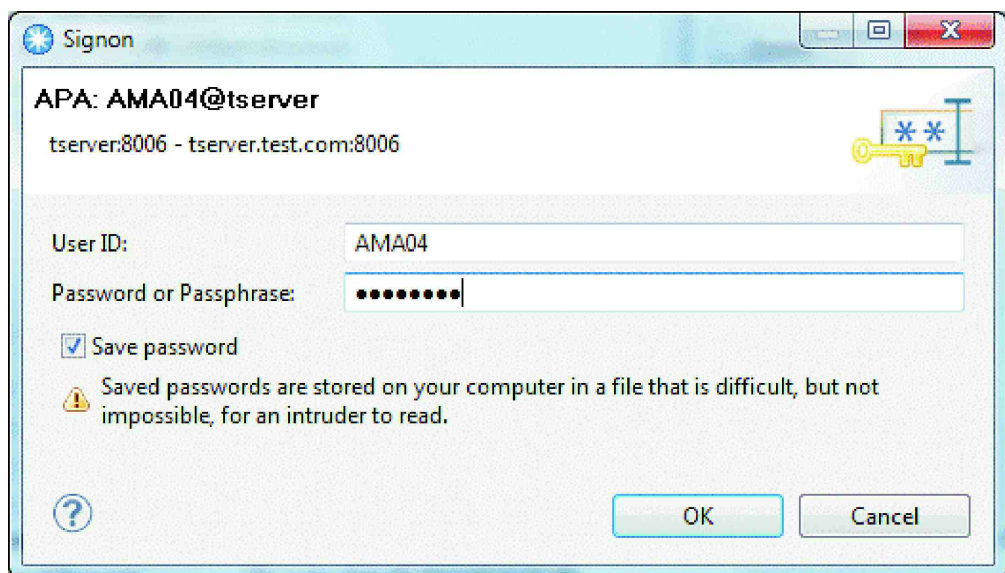 Signon
APA: AMA04@tserver
tserver:8006 - tserver.test.com:8006
User ID: AMA04
Password or Passphrase: ●●●●●●●●
Save password
Saved passwords are stored on your computer in a file that is difficult, but not
impossible, for an intruder to read.
OK Cancel